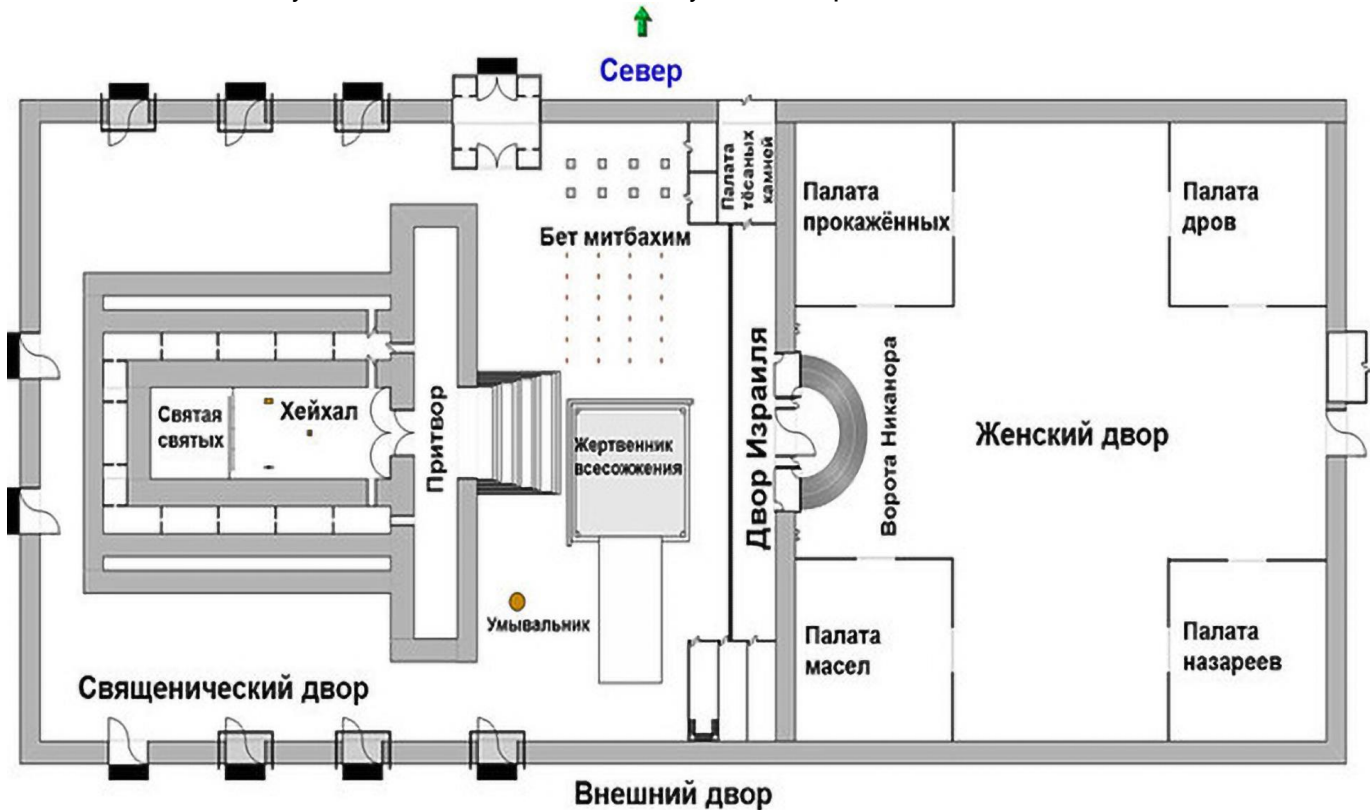 Север
Палата
тёсаных
камней
Палата
прокажённых
Палата
дров
Бет митбахим
Святая
святых
Хейхал
Притвор
Жертвенник
всесожжения
Двор Израиля
Ворота Никанора
Женский двор
Умывальник
Палата
масел
Палата
назареев
Священический двор
Внешний двор